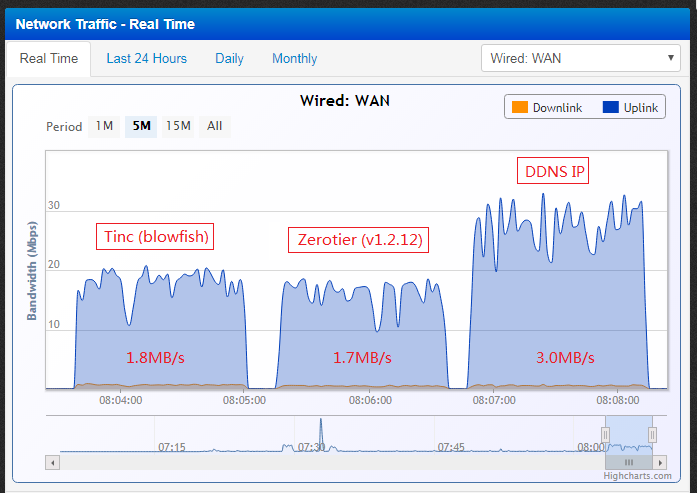 Network Traffic - Real Time
Real Time Last 24 Hours Daily Monthly Wired: WAN
Wired: WAN
Downlink Uplink
Period 1M 5M 15M All
DDNS IP
Tinc (blowfish)
Zerotier (v1.2.12)
Bandwidth (Mbps)
30
20
10
1.8MB/s 1.7MB/s 3.0MB/s
08:04:00 08:05:00 08:06:00 08:07:00 08:08:00
07:15 07:30 07:45 08:00
Highcharts.com